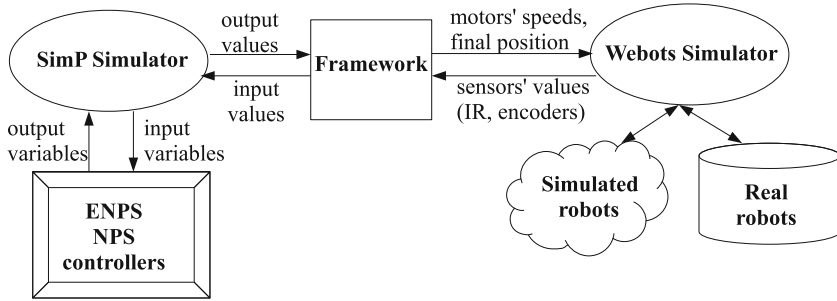 output
values
motors' speeds,
final position
SimP Simulator
Framework
Webots Simulator
input
values
sensors' values
(IR, encoders)
output
variables
input
variables
ENPS
NPS
controllers
Simulated
robots
Real
robots